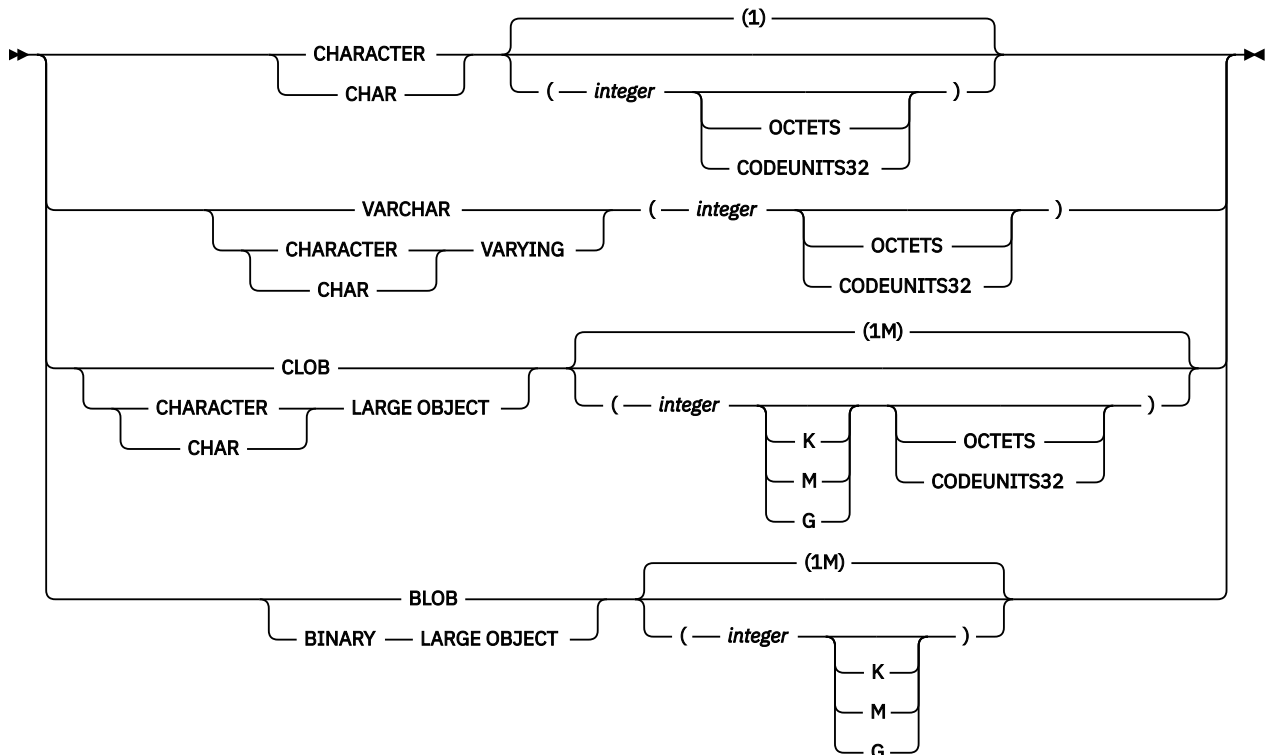 (1)
CHARACTER
CHAR
( integer )
OCTETS
CODEUNITS32
VARCHAR ( integer )
CHARACTER VARYING OCTETS
CHAR CODEUNITS32
(1M)
CLOB
CHARACTER LARGE OBJECT ( integer )
CHAR K OCTETS
M CODEUNITS32
G
(1M)
BLOB
BINARY LARGE OBJECT ( integer )
K
M
G